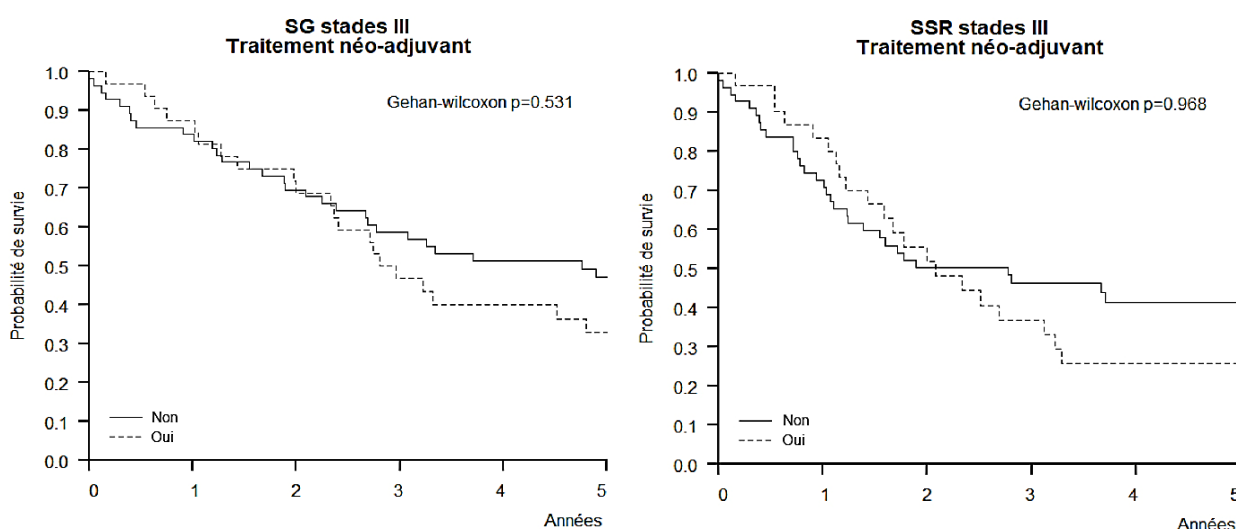 SG stades III
Traitement néo-adjuvant
Gehan-wilcoxon p=0.531
Probabilité de survie
1.0
0.9
0.8
0.7
0.6
0.5
0.4
0.3
0.2
0.1
0.0
Non
Oui
0 1 2 3 4 5
Années
SSR stades III
Traitement néo-adjuvant
Gehan-wilcoxon p=0.968
Probabilité de survie
1.0
0.9
0.8
0.7
0.6
0.5
0.4
0.3
0.2
0.1
0.0
Non
Oui
0 1 2 3 4 5
Années